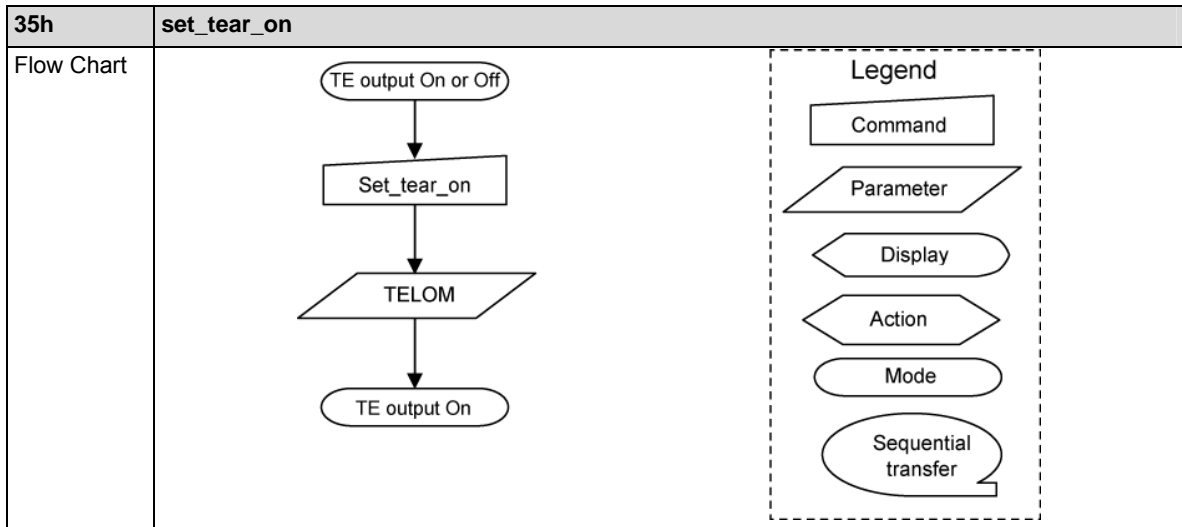 35h set_tear_on
Flow Chart
TE output On or Off
Set_tear_on
TELOM
TE output On
Legend
Command
Parameter
Display
Action
Mode
Sequential
transfer